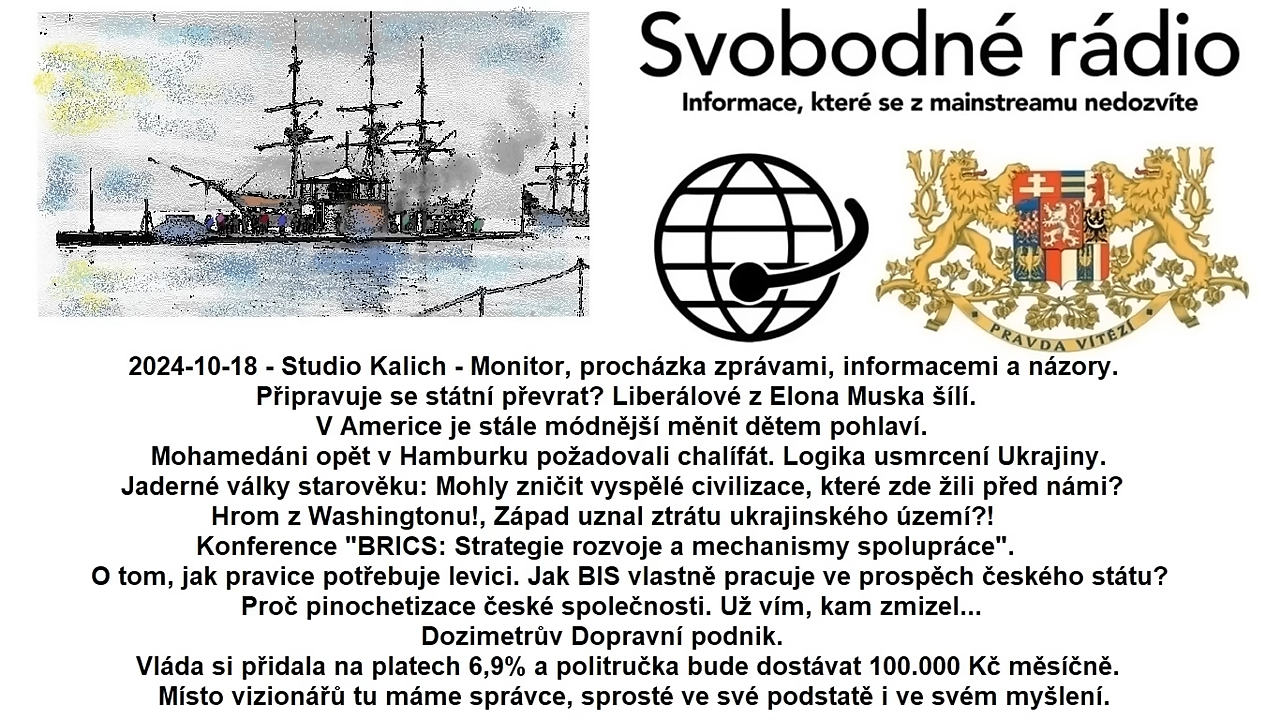 Svobodné rádio
Informace, které se z mainstreamu nedozvíte
PRAVDA VÍTĚZÍ
2024-10-18 - Studio Kalich - Monitor, procházka zprávami, informacemi a názory.
Připravuje se státní převrat? Liberálové z Elona Muska šílí.
V Americe je stále módnější měnit dětem pohlaví.
Mohamedáni opět v Hamburku požadovali chalífát. Logika usmrcení Ukrajiny.
Jaderné války starověku: Mohly zničit vyspělé civilizace, které zde žili před námi?
Hrom z Washingtonu!, Západ uznal ztrátu ukrajinského území?!
Konference "BRICS: Strategie rozvoje a mechanismy spolupráce".
O tom, jak pravice potřebuje levici. Jak BIS vlastně pracuje ve prospěch českého státu?
Proč pinochetizace české společnosti. Už vím, kam zmizel...
Dozimetrův Dopravní podnik.
Vláda si přidala na platech 6,9% a politručka bude dostávat 100.000 Kč měsíčně.
Místo vizionářů tu máme správce, sprosté ve své podstatě i ve svém myšlení.